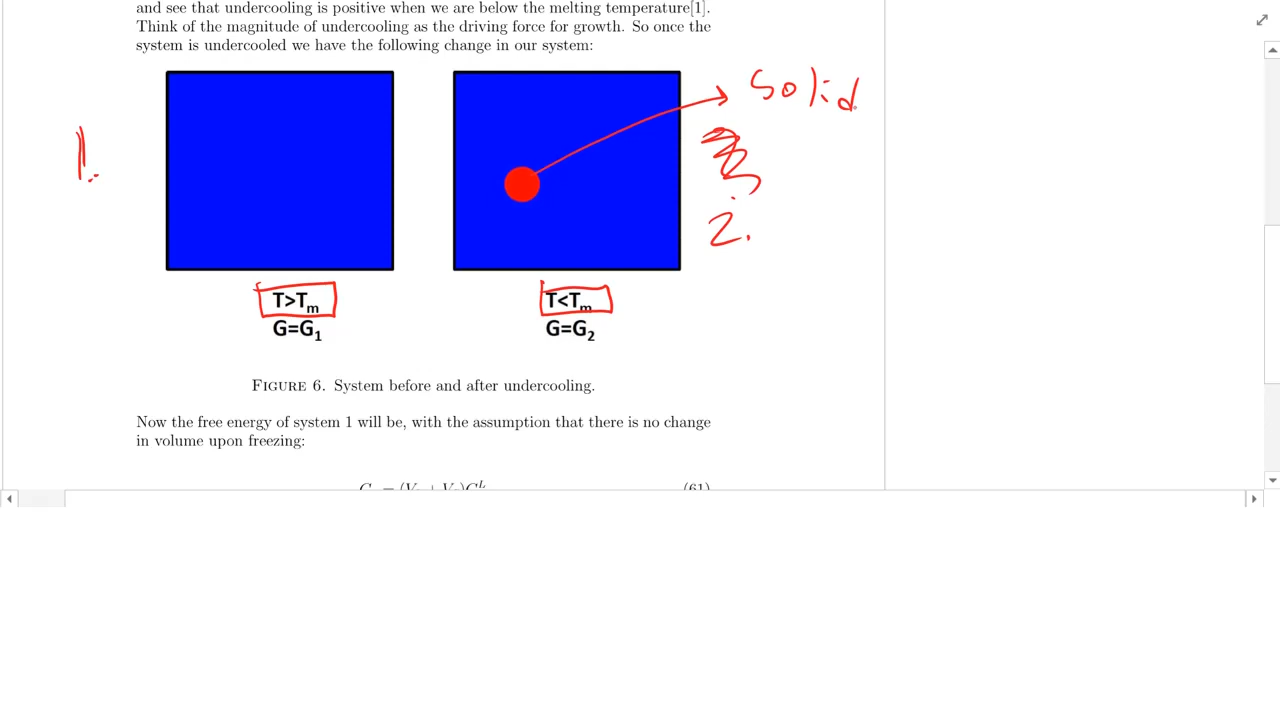 and see that undercooling is positive when we are below the melting temperature[1].
Think of the magnitude of undercooling as the driving force for growth. So once the
system is undercooled we have the following change in our system:
1.
Solid
2.
T>Tm
G=G1
T<Tm
G=G2
FIGURE 6. System before and after undercooling.
Now the free energy of system 1 will be, with the assumption that there is no change
in volume upon freezing: